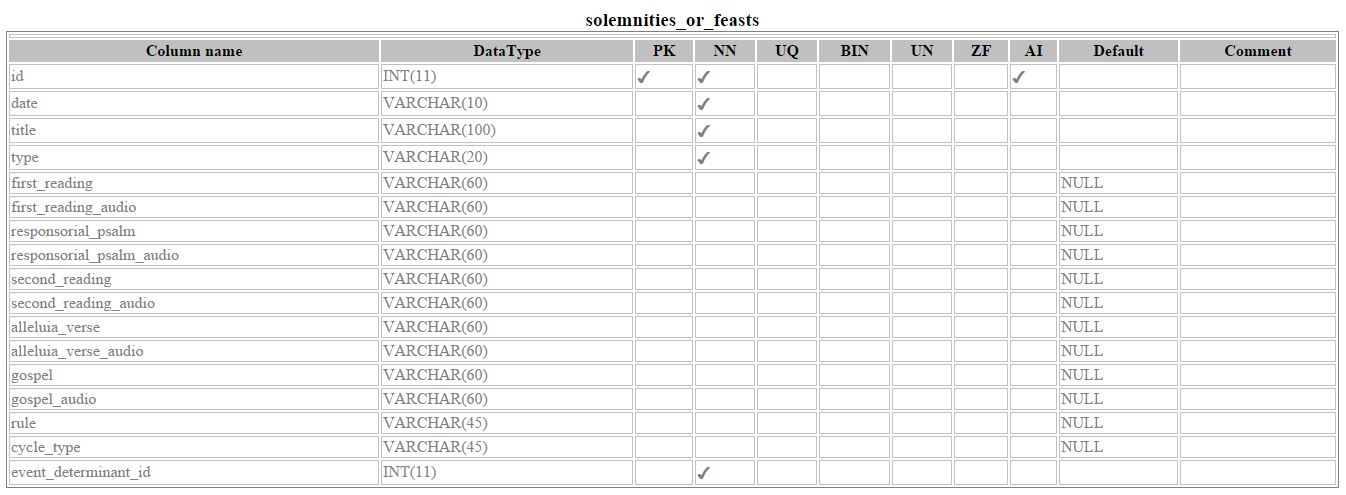 solemnities_or_feasts
Column name DataType PK NN UQ BIN UN ZF AI Default Comment
id INT(11) ✓ ✓ ✓
date VARCHAR(10) ✓
title VARCHAR(100) ✓
type VARCHAR(20) ✓
first_reading VARCHAR(60) NULL
first_reading_audio VARCHAR(60) NULL
responsorial_psalm VARCHAR(60) NULL
responsorial_psalm_audio VARCHAR(60) NULL
second_reading VARCHAR(60) NULL
second_reading_audio VARCHAR(60) NULL
alleluia_verse VARCHAR(60) NULL
alleluia_verse_audio VARCHAR(60) NULL
gospel VARCHAR(60) NULL
gospel_audio VARCHAR(60) NULL
rule VARCHAR(45) NULL
cycle_type VARCHAR(45) NULL
event_determinant_id INT(11) ✓